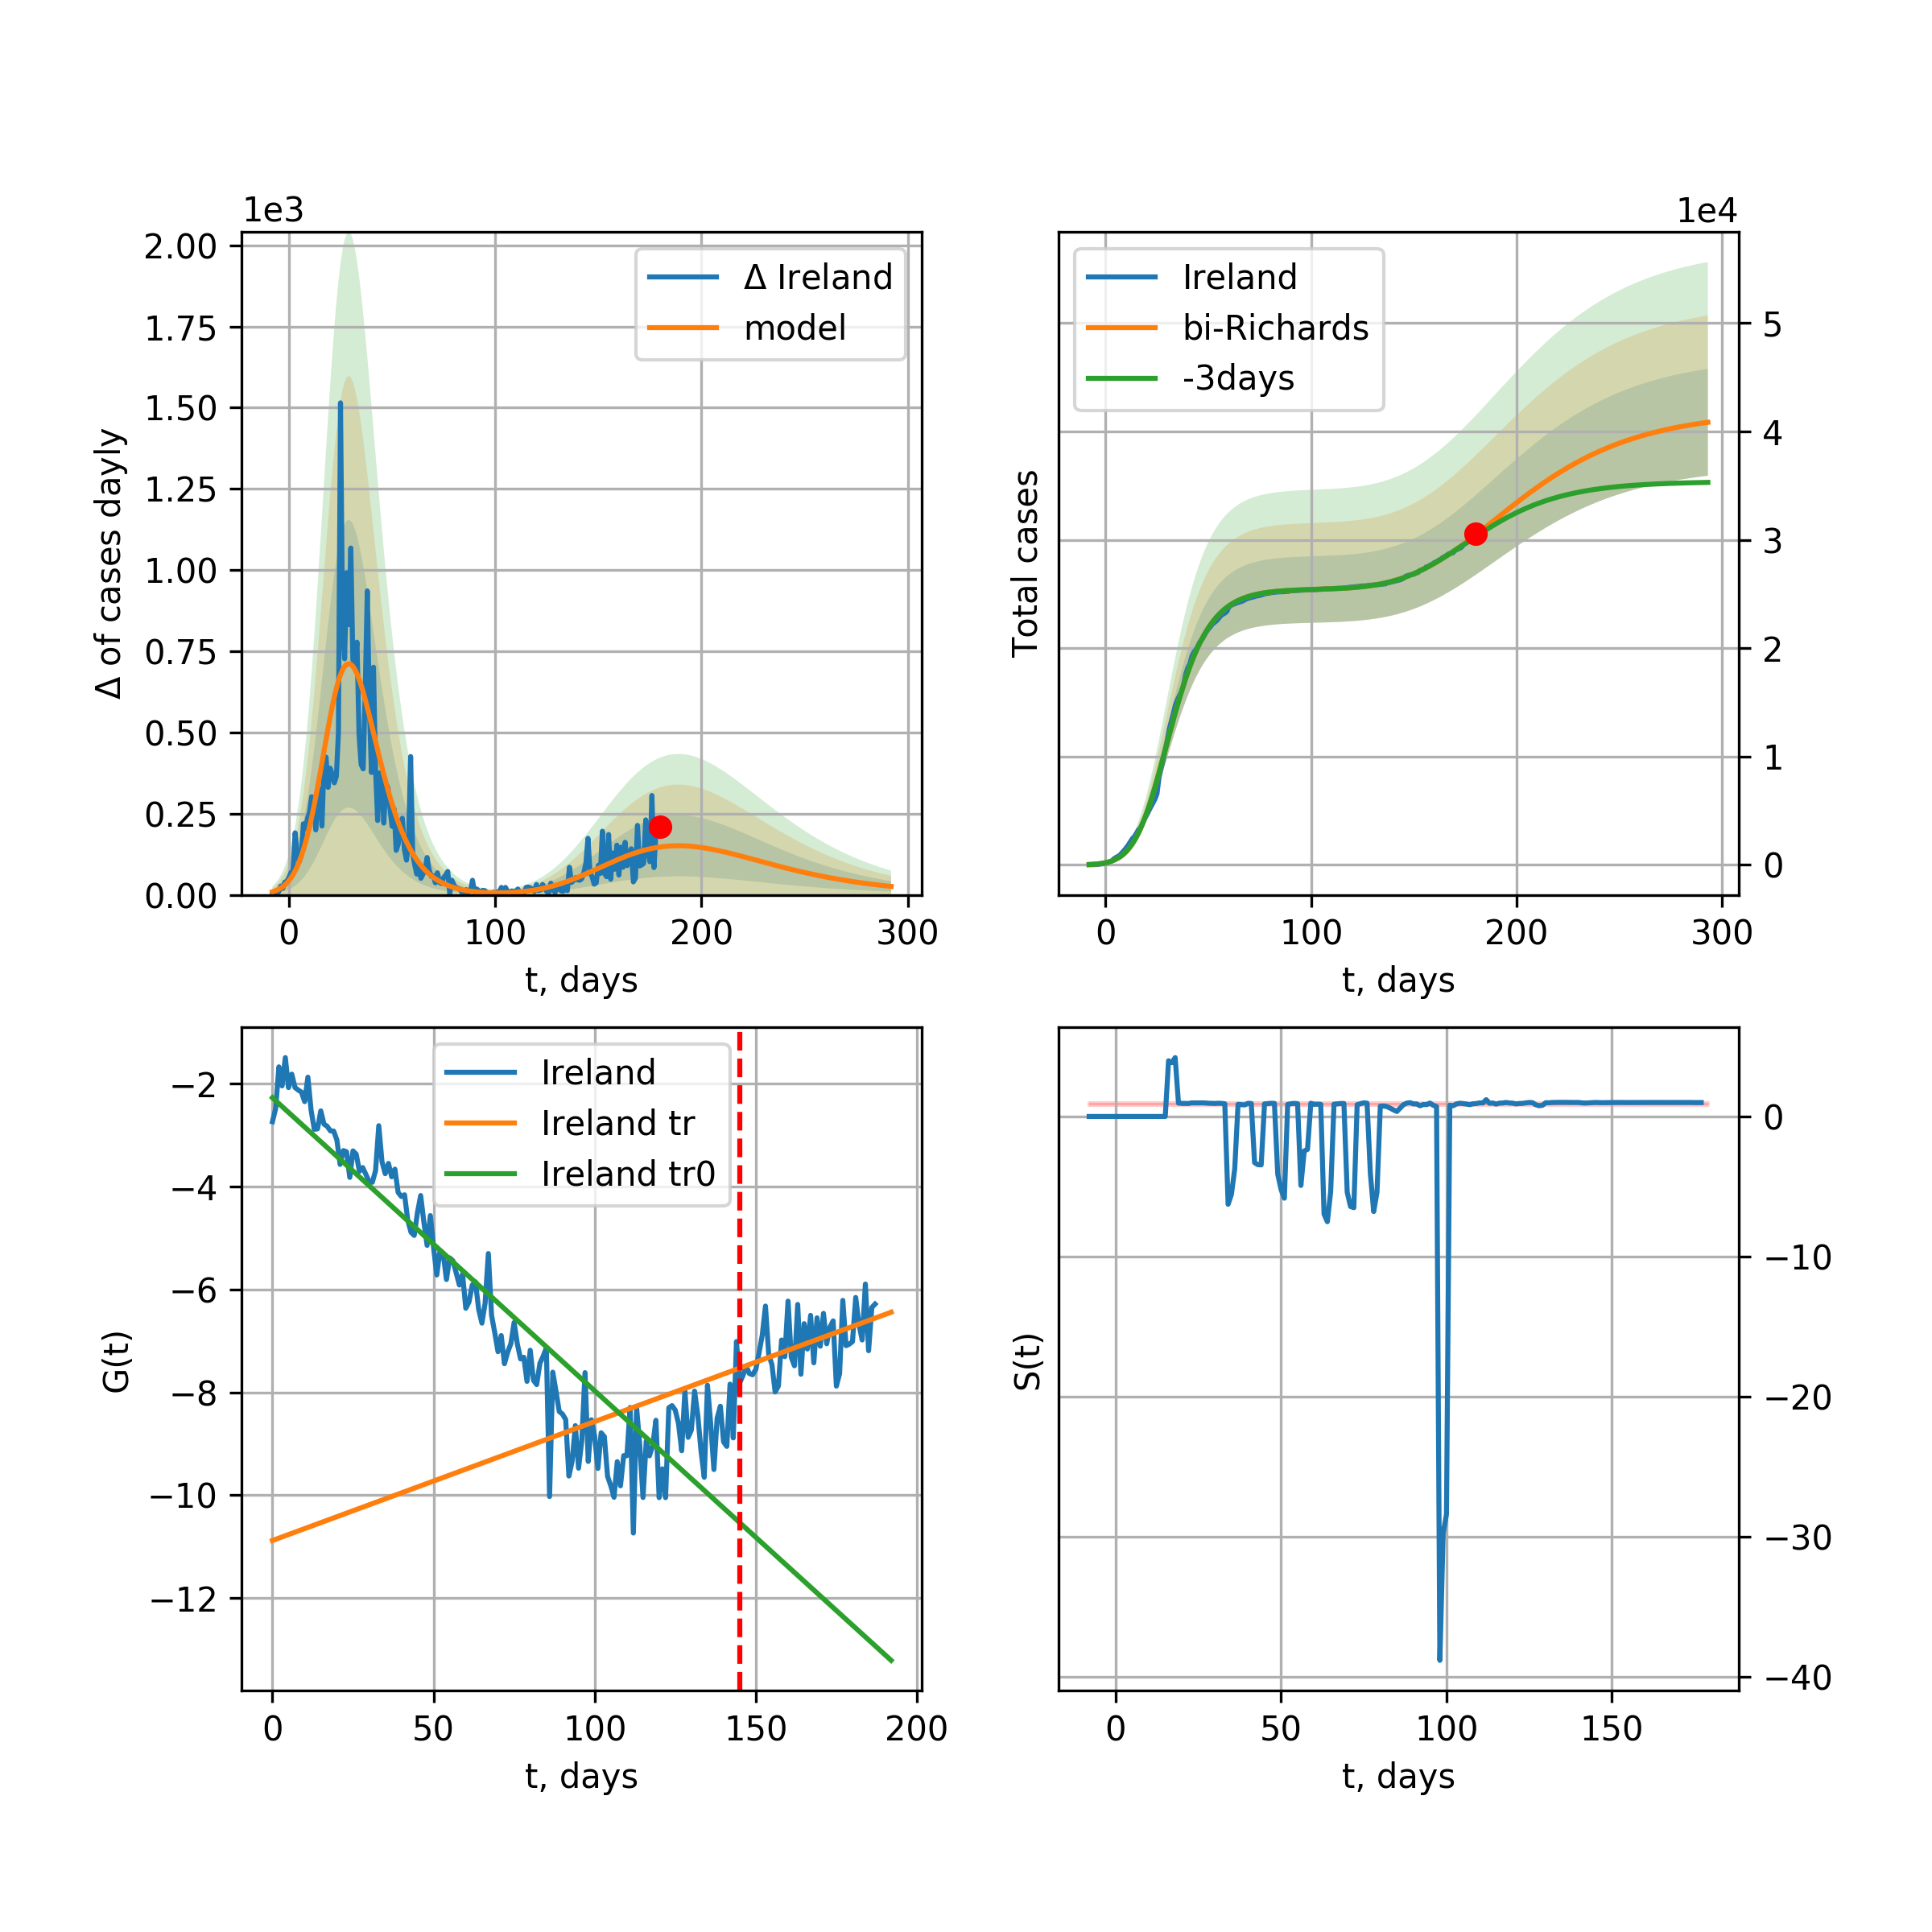 1e3
2.00
1.75
1.50
1.25
1.00
0.75
0.50
0.25
0.00
Δ of cases dayly
Δ Ireland
model
0 100 200 300
t, days
1e4
Ireland
bi-Richards
-3days
Total cases
5
4
3
2
1
0
0 100 200 300
t, days
−2
−4
−6
−8
−10
−12
G(t)
Ireland
Ireland tr
Ireland tr0
0 50 100 150 200
t, days
S(t)
0
−10
−20
−30
−40
0 50 100 150
t, days